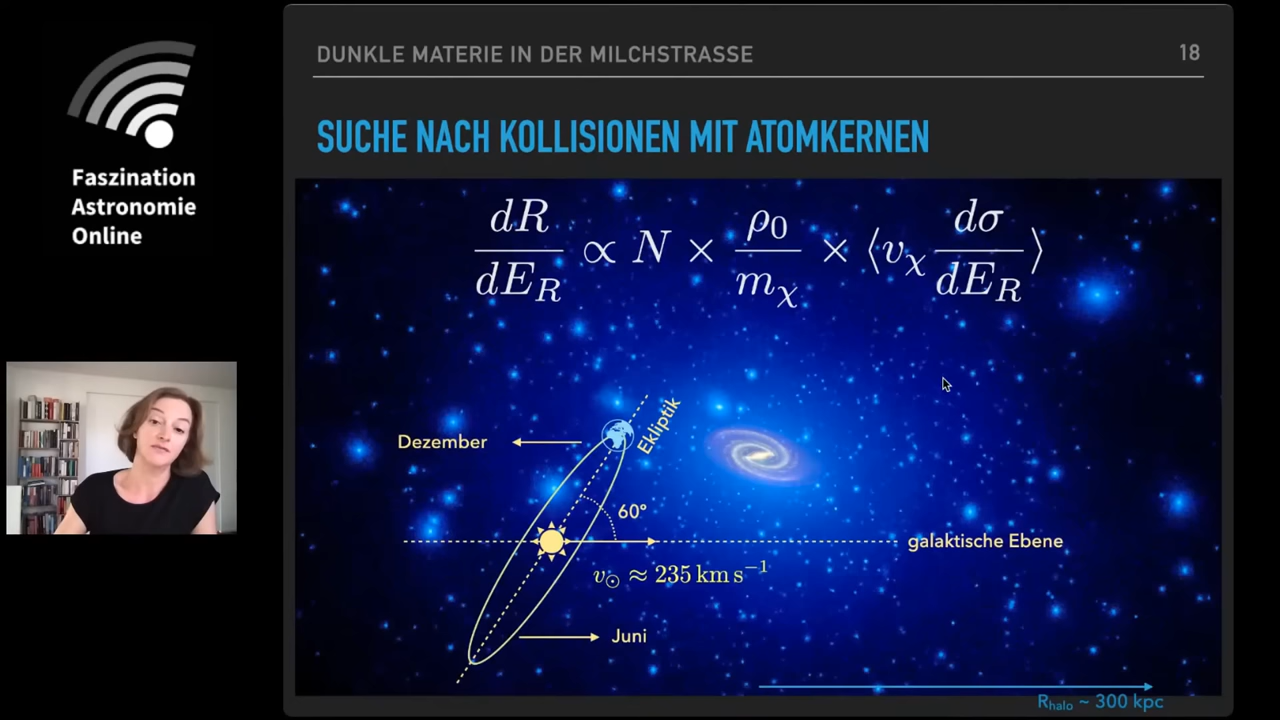 Faszination
Astronomie
Online
DUNKLE MATERIE IN DER MILCHSTRASSE
18
SUCHE NACH KOLLISIONEN MIT ATOMKERNEN
dR/dE_R ∝ N × ρ₀/m_χ × ⟨v_χ dσ/dE_R⟩
Dezember
Ekliptik
60°
galaktische Ebene
v_☉ ≈ 235 km s⁻¹
Juni
R_halo ~ 300 kpc